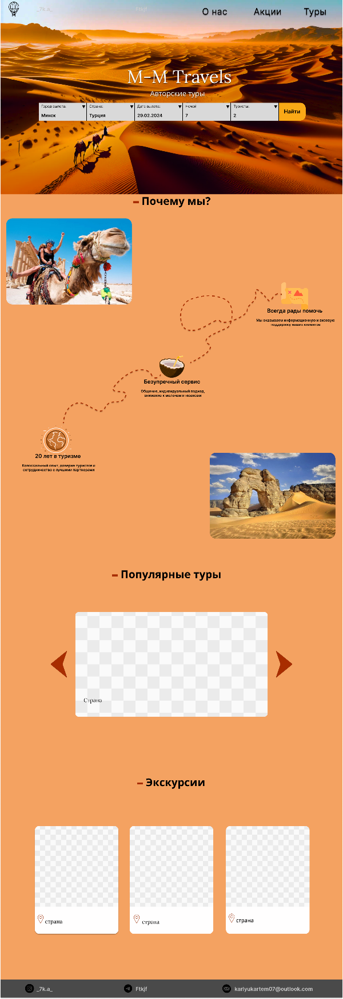 _7k.a_
Ftkjf
О нас
Акции
Туры
M-M Travels
Авторские туры
Город вылета:
Страна:
Дата вылета:
Ночей
Туристы:
Минск
Турция
29.02.2024
7
2
Найти
– Почему мы?
Всегда рады помочь
Мы оказываем информационную и визовую
поддержку наших клиентов
Безупречный сервис
Общение, индивидуальный подход,
внимание к мелочам и нюансам
20 лет в туризме
Колоссальный опыт, доверие туристов и
сотрудничество с лучшими партнерами
– Популярные туры
Страна
– Экскурсии
страна
страна
страна
_7k.a_
Ftkjf
karlyukartem07@outlook.com